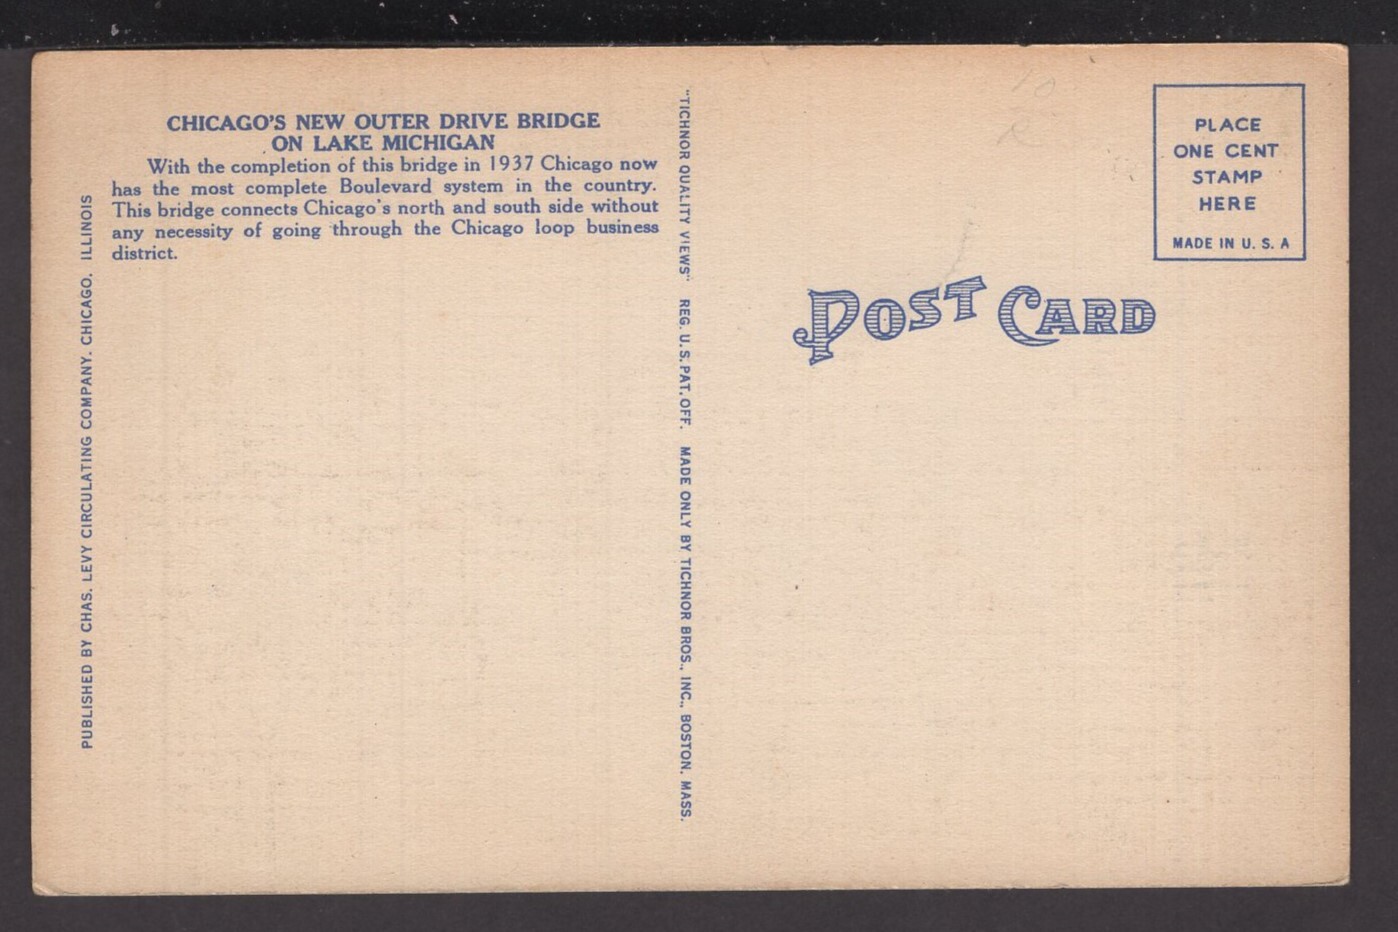 CHICAGO'S NEW OUTER DRIVE BRIDGE
ON LAKE MICHIGAN
With the completion of this bridge in 1937 Chicago now
has the most complete Boulevard system in the country.
This bridge connects Chicago's north and south side without
any necessity of going through the Chicago loop business
district.
PUBLISHED BY CHAS. LEVY CIRCULATING COMPANY, CHICAGO, ILLINOIS
"TICHNOR QUALITY VIEWS" REG. U. S. PAT. OFF. MADE ONLY BY TICHNOR BROS., INC., BOSTON, MASS.
POST CARD
PLACE
ONE CENT
STAMP
HERE
MADE IN U. S. A